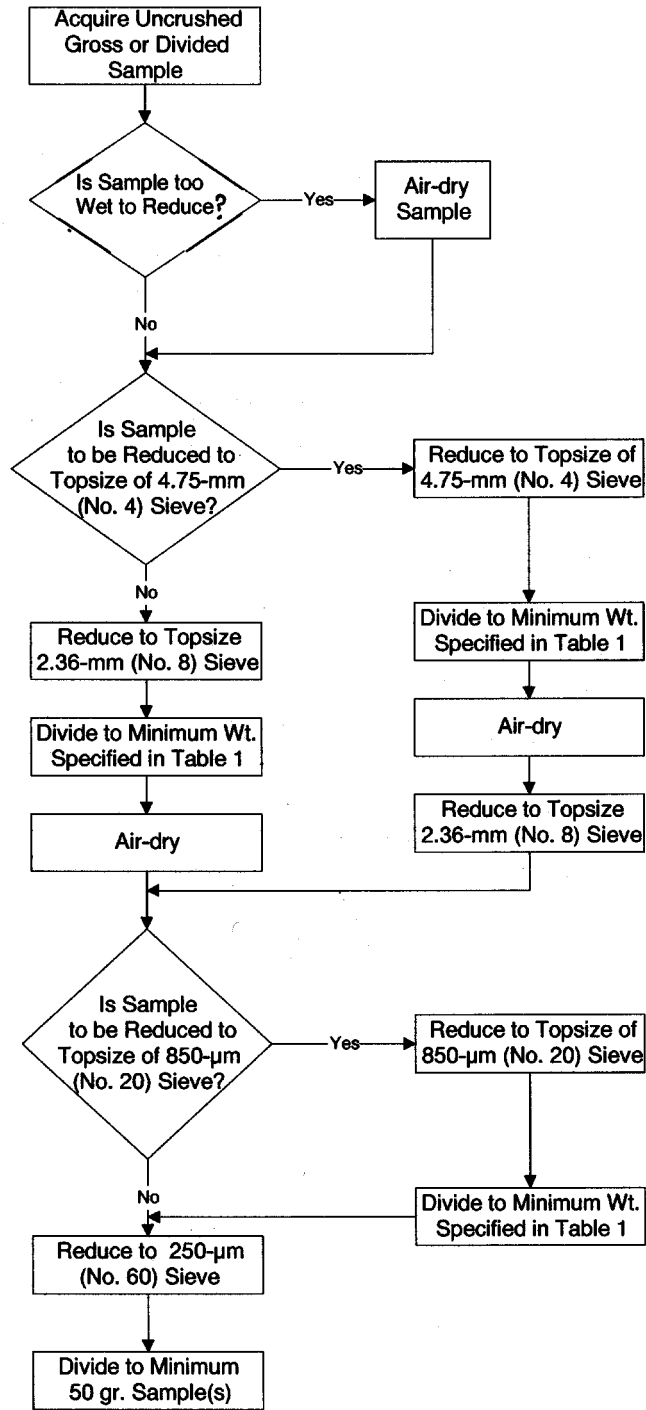 Acquire Uncrushed
Gross or Divided
Sample
Is Sample too
Wet to Reduce?
Yes
Air-dry
Sample
No
Is Sample
to be Reduced to
Topsize of 4.75-mm
(No. 4) Sieve?
Yes
Reduce to Topsize of
4.75-mm (No. 4) Sieve
No
Reduce to Topsize
2.36-mm (No. 8) Sieve
Divide to Minimum Wt.
Specified in Table 1
Divide to Minimum Wt.
Specified in Table 1
Air-dry
Air-dry
Reduce to Topsize
2.36-mm (No. 8) Sieve
Is Sample
to be Reduced to
Topsize of 850-µm
(No. 20) Sieve?
Yes
Reduce to Topsize of
850-µm (No. 20) Sieve
No
Divide to Minimum Wt.
Specified in Table 1
Reduce to 250-µm
(No. 60) Sieve
Divide to Minimum
50 gr. Sample(s)